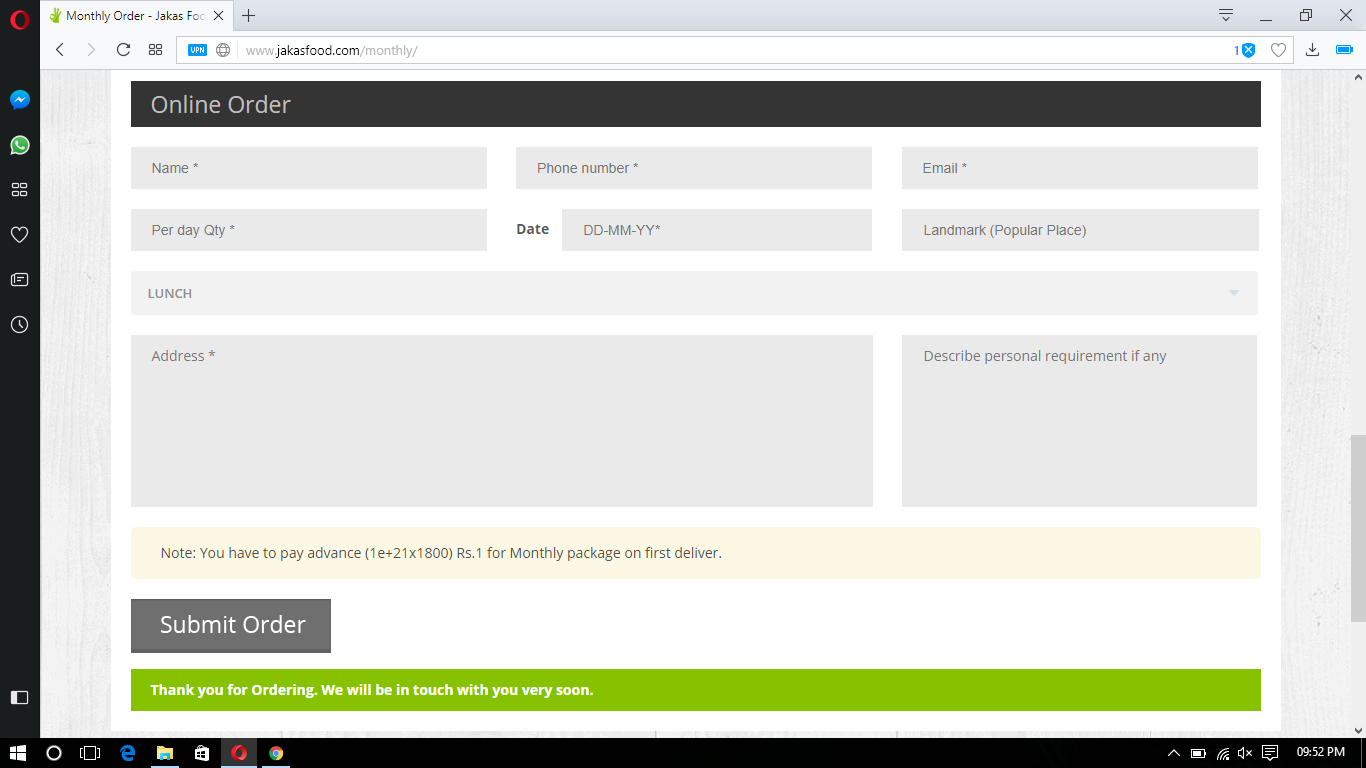 Monthly Order - Jakas Foo
VPN www.jakasfood.com/monthly/ 1
Online Order
Name * Phone number * Email *
Per day Qty * Date DD-MM-YY* Landmark (Popular Place)
LUNCH
Address * Describe personal requirement if any
Note: You have to pay advance (1e+21x1800) Rs.1 for Monthly package on first deliver.
Submit Order
Thank you for Ordering. We will be in touch with you very soon.
09:52 PM